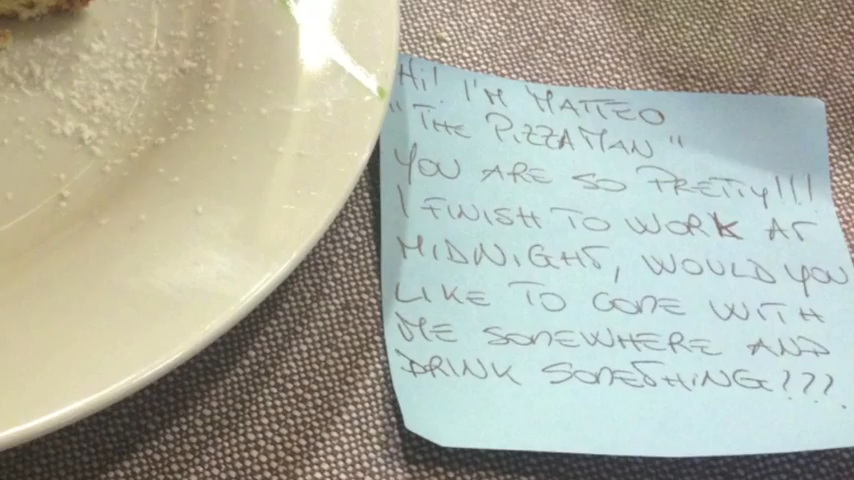 Hi! I'M MATTEO
"THE PIZZAMAN"
YOU ARE SO PRETTY!!!
I FINISH TO WORK AT
MIDNIGHT, WOULD YOU
LIKE TO COME WITH
ME SOMEWHERE AND
DRINK SOMETHING???